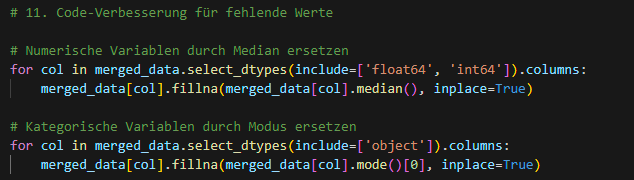 # 11. Code-Verbesserung für fehlende Werte
# Numerische Variablen durch Median ersetzen
for col in merged_data.select_dtypes(include=['float64', 'int64']).columns:
    merged_data[col].fillna(merged_data[col].median(), inplace=True)
# Kategorische Variablen durch Modus ersetzen
for col in merged_data.select_dtypes(include=['object']).columns:
    merged_data[col].fillna(merged_data[col].mode()[0], inplace=True)